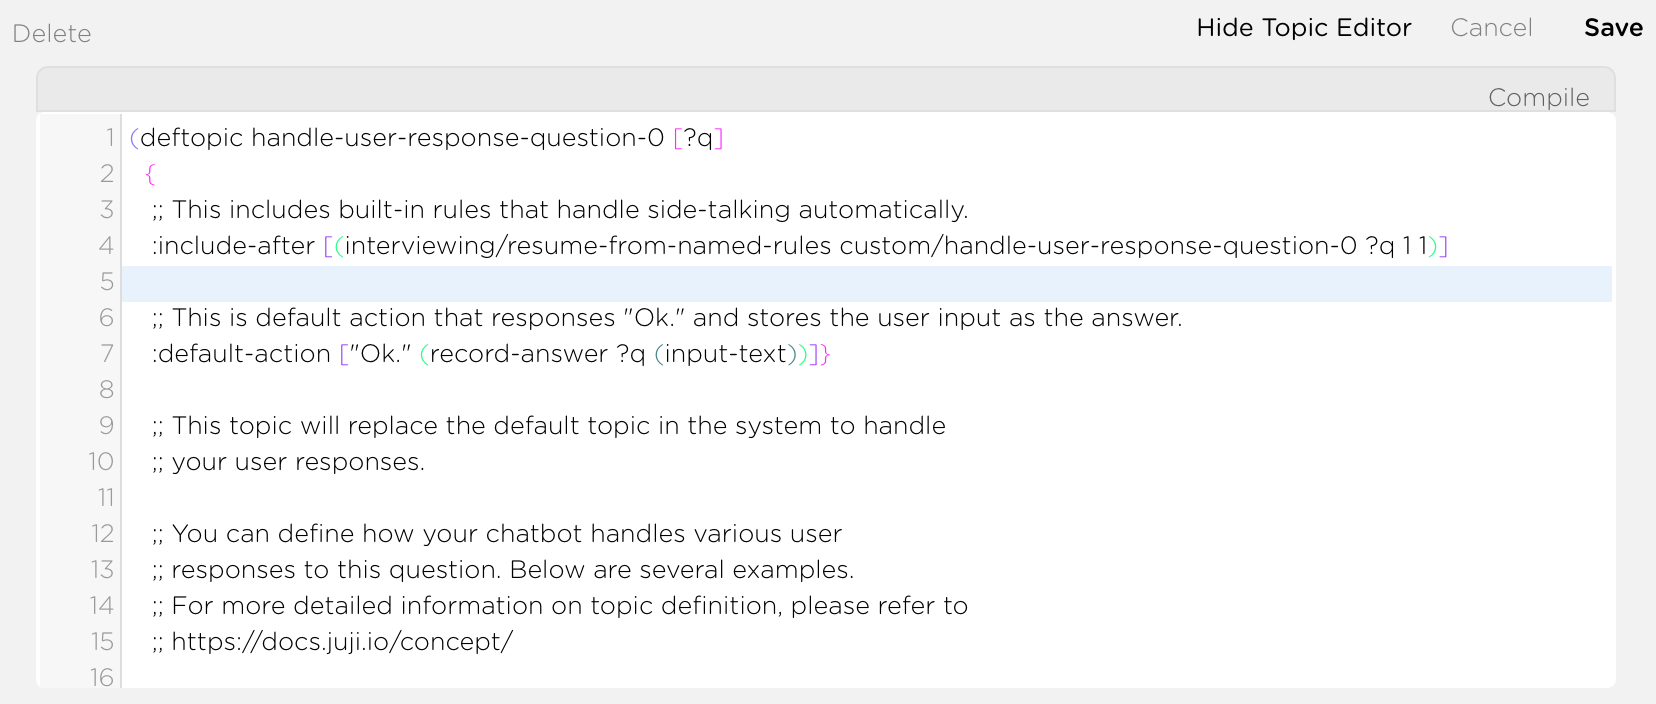 Delete
Hide Topic Editor Cancel Save
Compile
1 (deftopic handle-user-response-question-0 [?q]
2 {
3 ;; This includes built-in rules that handle side-talking automatically.
4 :include-after [(interviewing/resume-from-named-rules custom/handle-user-response-question-0 ?q 1 1)]
5
6 ;; This is default action that responses "Ok." and stores the user input as the answer.
7 :default-action ["Ok." (record-answer ?q (input-text))]}
8
9 ;; This topic will replace the default topic in the system to handle
10 ;; your user responses.
11
12 ;; You can define how your chatbot handles various user
13 ;; responses to this question. Below are several examples.
14 ;; For more detailed information on topic definition, please refer to
15 ;; https://docs.juji.io/concept/
16